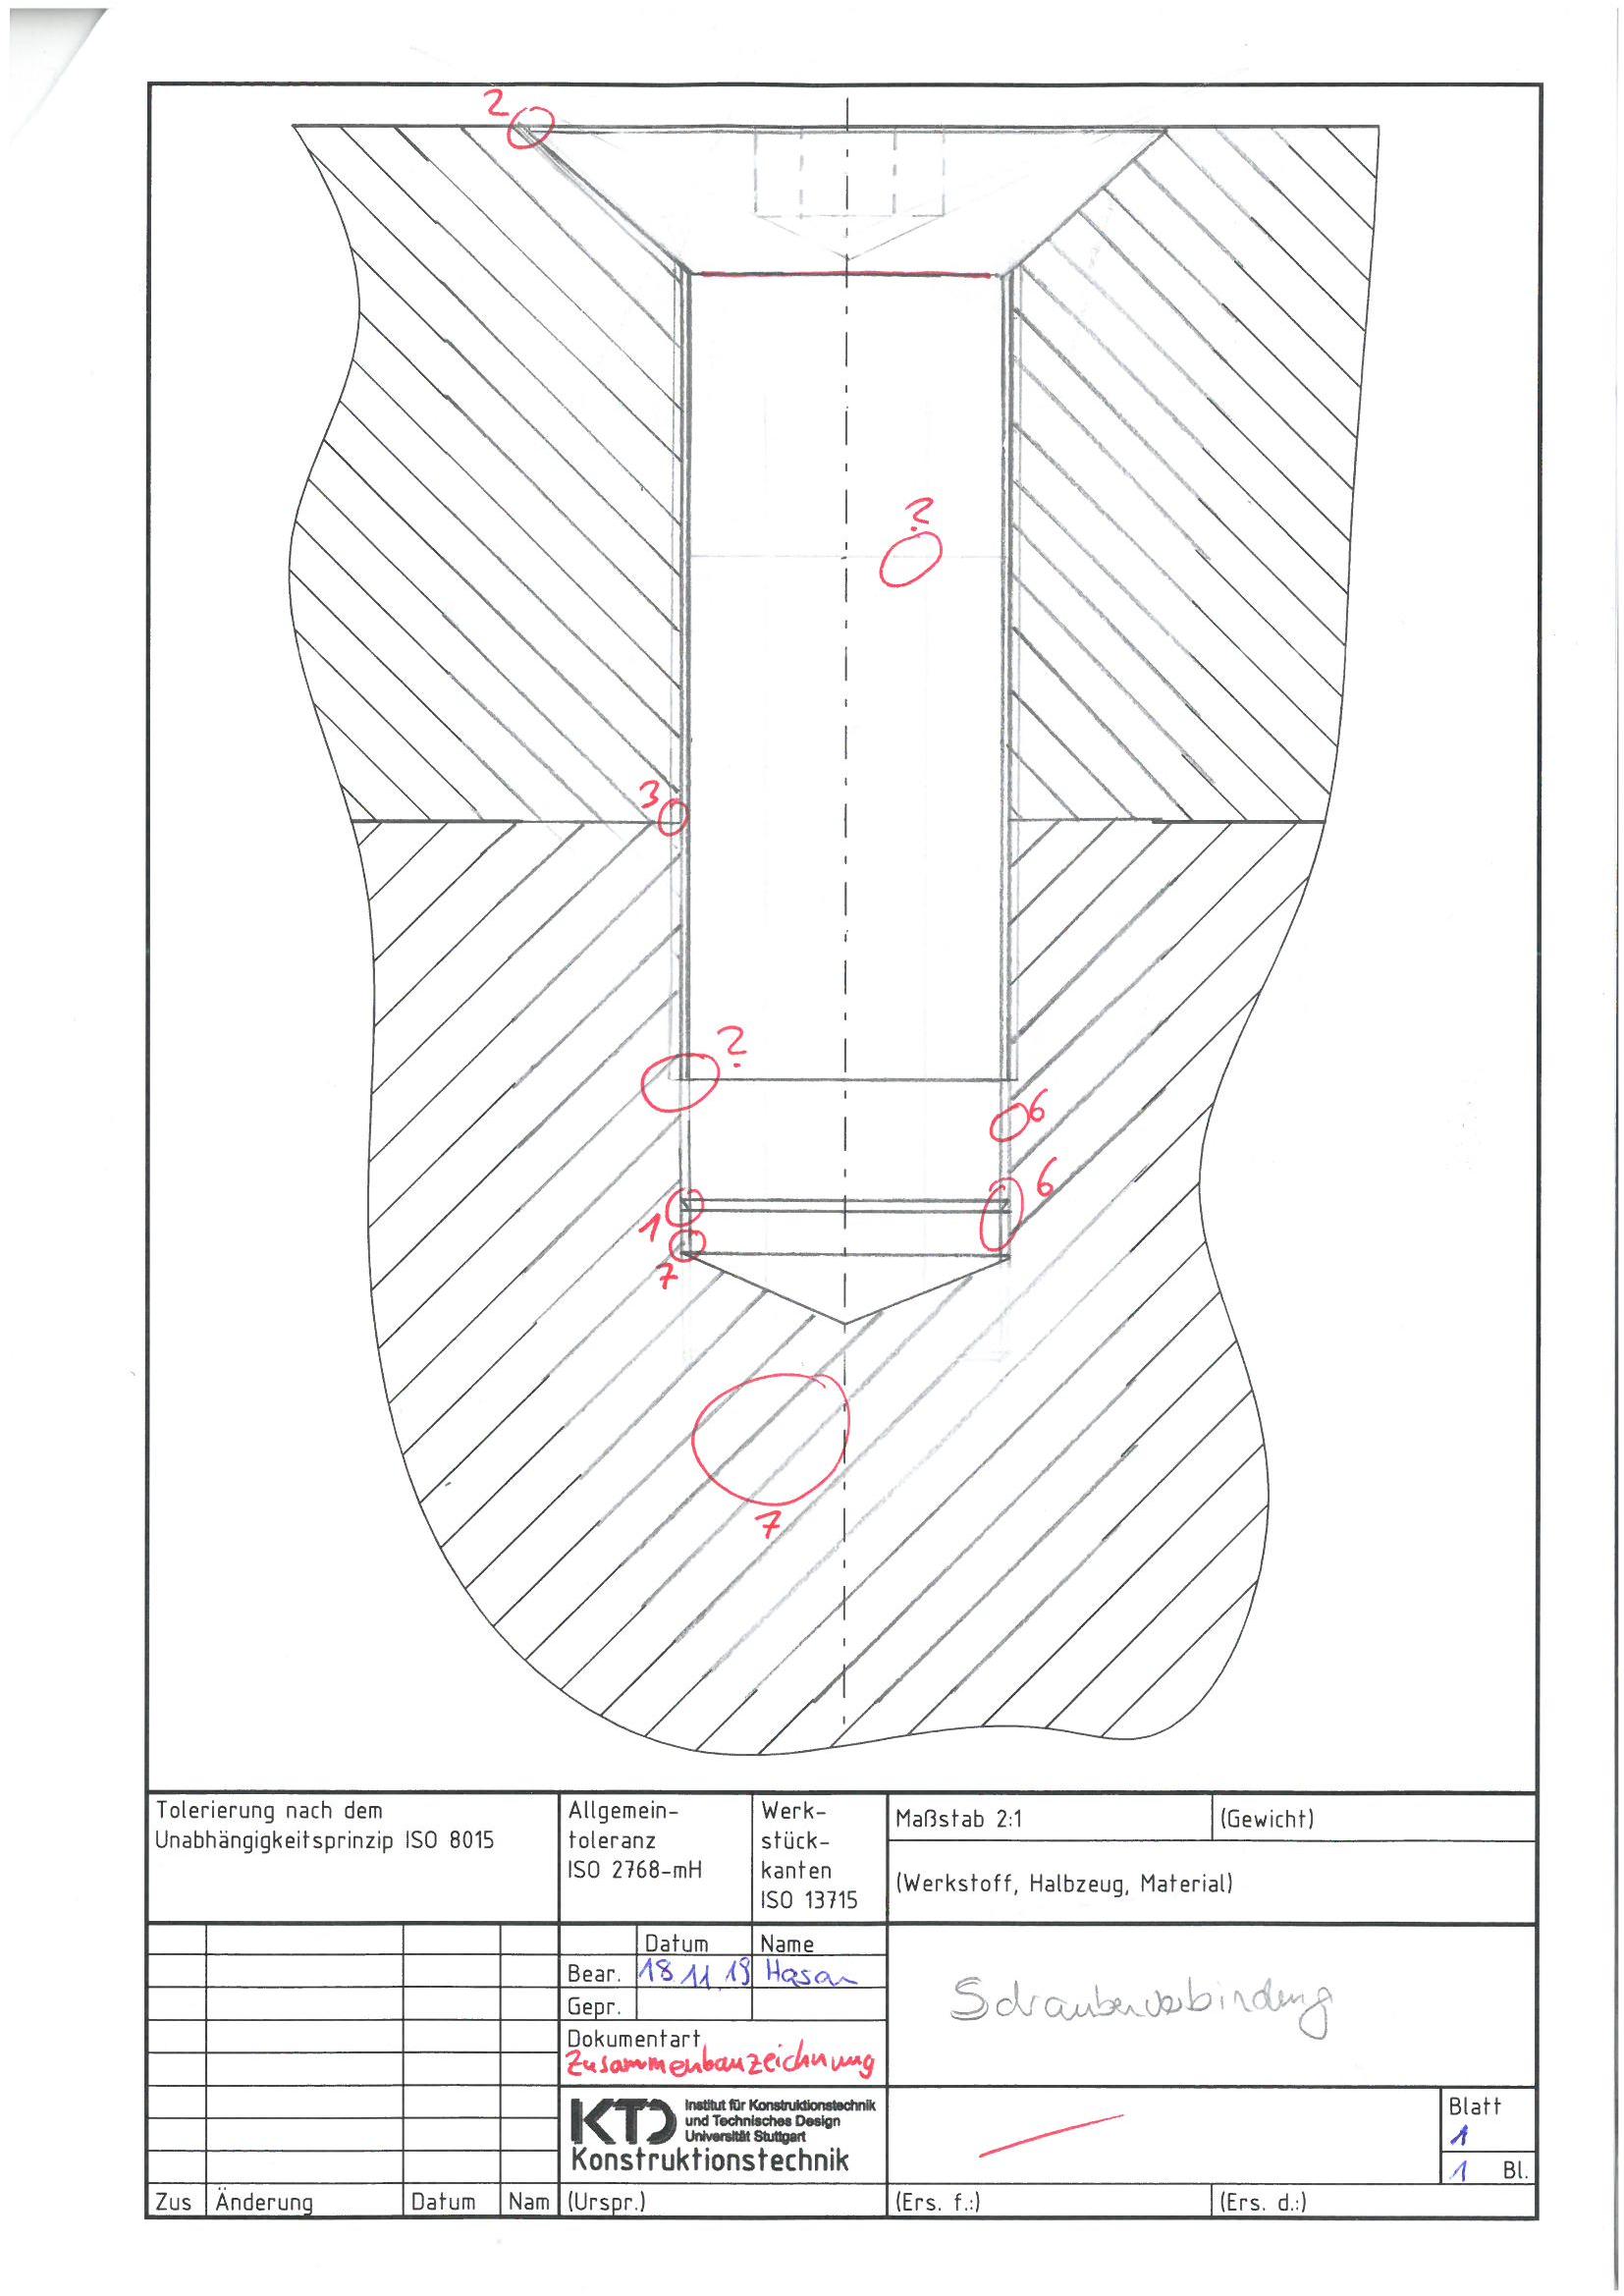 2
?
3
?
6
6
1
7
7
Tolerierung nach dem
Unabhängigkeitsprinzip ISO 8015
Allgemein-
toleranz
ISO 2768-mH
Werk-
stück-
kanten
ISO 13715
Maßstab 2:1
(Gewicht)
(Werkstoff, Halbzeug, Material)
Datum Name
Bear. 18.11.19 Hasan
Gepr.
Dokumentart
Zusammenbauzeichnung
Schraubenverbindung
KTD Institut für Konstruktionstechnik
und Technisches Design
Universität Stuttgart
Konstruktionstechnik
Blatt
1
1 Bl.
Zus Änderung Datum Nam (Urspr.) (Ers. f.:) (Ers. d.:)